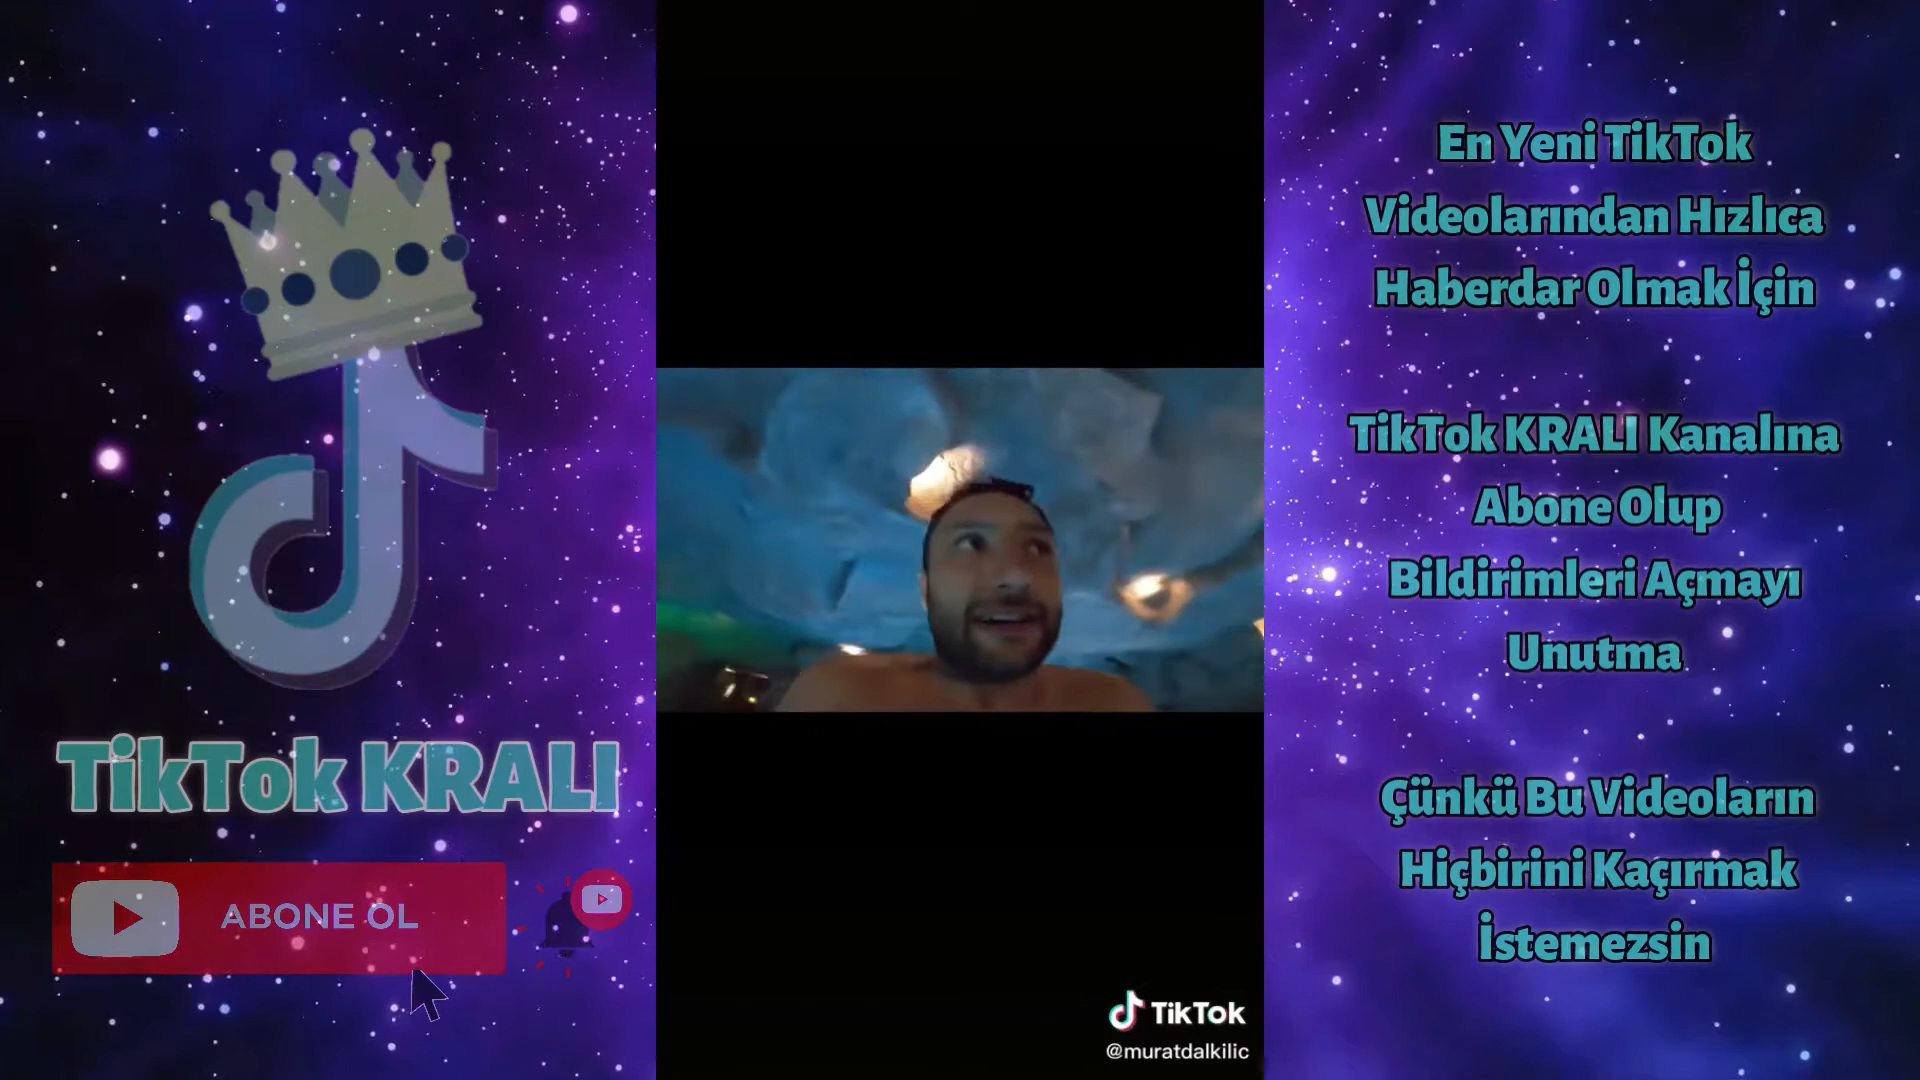 TikTok KRALI
ABONE OL
TikTok
@muratdalkilic
En Yeni TikTok
Videolarından Hızlıca
Haberdar Olmak İçin
TikTok KRALI Kanalına
Abone Olup
Bildirimleri Açmayı
Unutma
Çünkü Bu Videoların
Hiçbirini Kaçırmak
İstemezsin